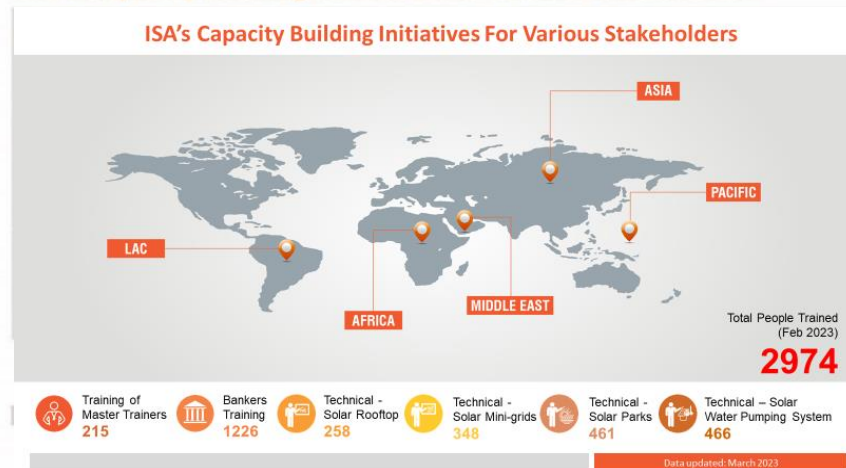 ISA's Capacity Building Initiatives For Various Stakeholders
ASIA
PACIFIC
LAC
MIDDLE EAST
AFRICA
Total People Trained
(Feb 2023)
2974
Training of
Master Trainers
215
Bankers
Training
1226
Technical -
Solar Rooftop
258
Technical -
Solar Mini-grids
348
Technical -
Solar Parks
461
Technical – Solar
Water Pumping System
466
Data updated: March 2023